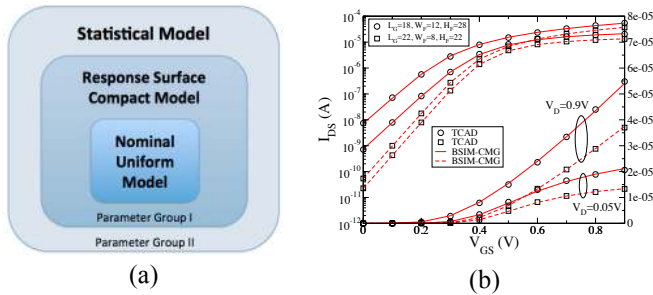 Statistical Model
Response Surface
Compact Model
Nominal
Uniform
Model
Parameter Group I
Parameter Group II
(a)
(b)
I_DS (A)
10^-4
10^-5
10^-6
10^-7
10^-8
10^-9
10^-10
10^-11
10^-12
L_G=18, W_F=12, H_F=28
L_G=22, W_F=8, H_F=22
TCAD
TCAD
BSIM-CMG
BSIM-CMG
V_D=0.9V
V_D=0.05V
8e-05
7e-05
6e-05
5e-05
4e-05
3e-05
2e-05
1e-05
0
0 0.2 0.4 0.6 0.8
V_GS (V)